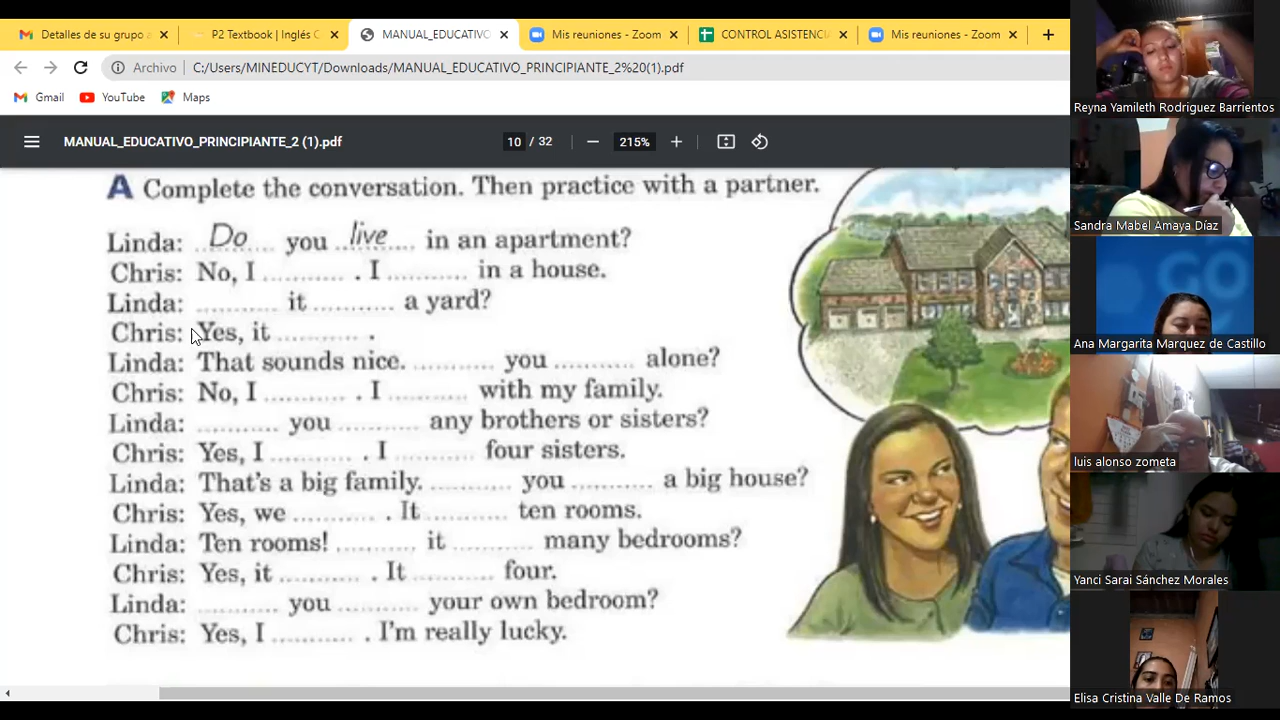 Detalles de su grupo a
P2 Textbook | Inglés C
MANUAL_EDUCATIVO
Mis reuniones - Zoom
CONTROL ASISTENCI
Mis reuniones - Zoom
Archivo C:/Users/MINEDUCYT/Downloads/MANUAL_EDUCATIVO_PRINCIPIANTE_2%20(1).pdf
Gmail YouTube Maps
MANUAL_EDUCATIVO_PRINCIPIANTE_2 (1).pdf 10 / 32 215%
A Complete the conversation. Then practice with a partner.
Linda: Do you live in an apartment?
Chris: No, I .......... . I .......... in a house.
Linda: .......... it .......... a yard?
Chris: Yes, it .......... .
Linda: That sounds nice. .......... you .......... alone?
Chris: No, I .......... . I .......... with my family.
Linda: .......... you .......... any brothers or sisters?
Chris: Yes, I .......... . I .......... four sisters.
Linda: That's a big family. .......... you .......... a big house?
Chris: Yes, we .......... . It .......... ten rooms.
Linda: Ten rooms! .......... it .......... many bedrooms?
Chris: Yes, it .......... . It .......... four.
Linda: .......... you .......... your own bedroom?
Chris: Yes, I .......... . I'm really lucky.
Reyna Yamileth Rodriguez Barrientos
Sandra Mabel Amaya Díaz
GO
Ana Margarita Marquez de Castillo
luis alonso zometa
Yanci Sarai Sánchez Morales
Elisa Cristina Valle De Ramos